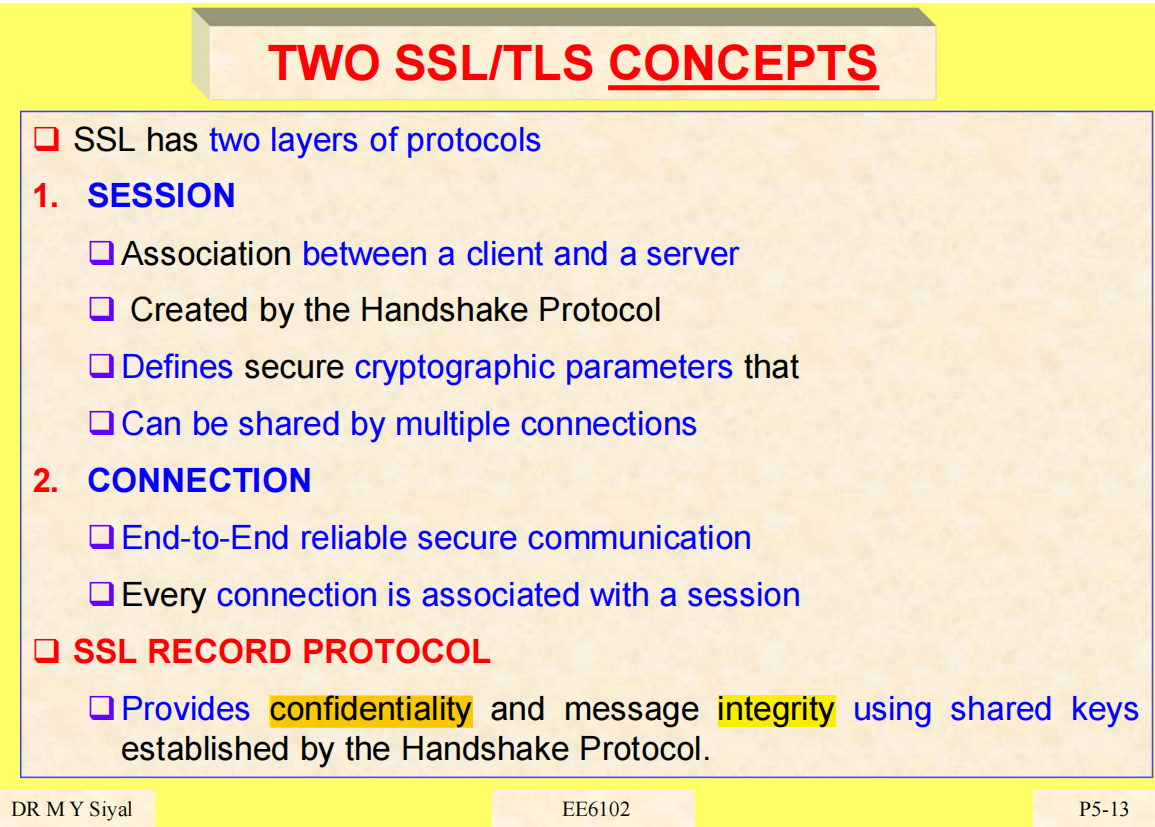 TWO SSL/TLS CONCEPTS
❑ SSL has two layers of protocols
1. SESSION
❑ Association between a client and a server
❑ Created by the Handshake Protocol
❑ Defines secure cryptographic parameters that
❑ Can be shared by multiple connections
2. CONNECTION
❑ End-to-End reliable secure communication
❑ Every connection is associated with a session
❑ SSL RECORD PROTOCOL
❑ Provides confidentiality and message integrity using shared keys
established by the Handshake Protocol.
DR M Y Siyal EE6102 P5-13